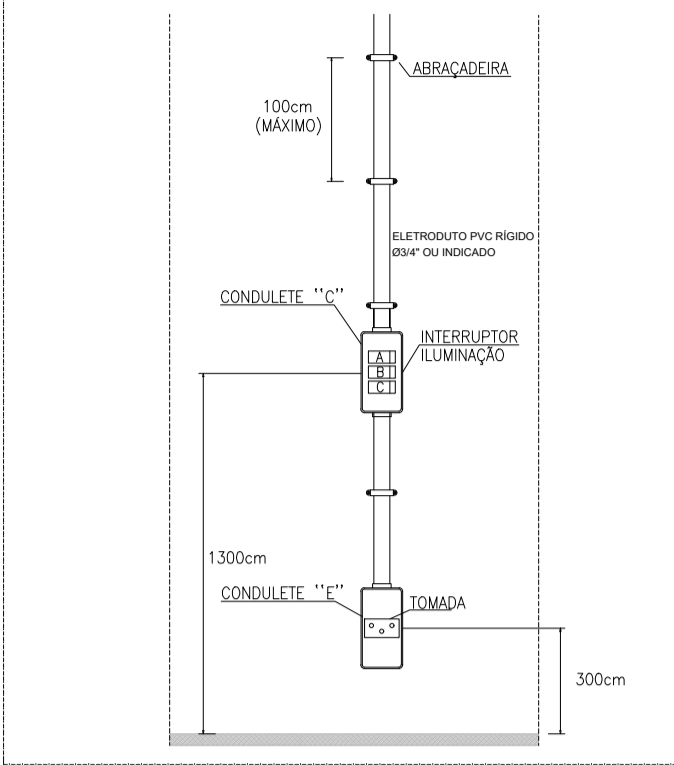 ABRAÇADEIRA
100cm
(MÁXIMO)
ELETRODUTO PVC RÍGIDO
Ø3/4" OU INDICADO
CONDULETE ''C''
INTERRUPTOR
ILUMINAÇÃO
A
B
C
1300cm
CONDULETE ''E''
TOMADA
300cm